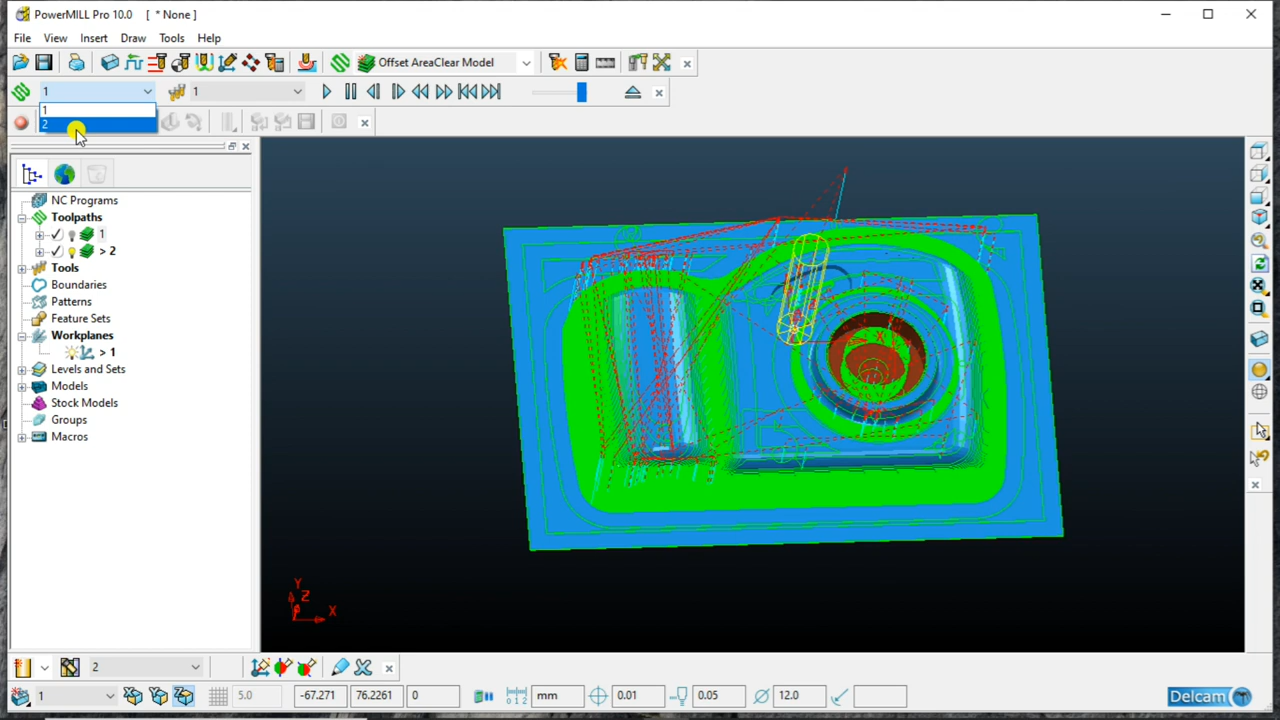 PowerMILL Pro 10.0 [ * None ]
File View Insert Draw Tools Help
Offset AreaClear Model
1 1
1
2
NC Programs
Toolpaths
1
> 2
Tools
Boundaries
Patterns
Feature Sets
Workplanes
> 1
Levels and Sets
Models
Stock Models
Groups
Macros
X
Y
Z
X
2
1 5.0 -67.271 76.2261 0 mm 0.01 0.05 12.0
Delcam